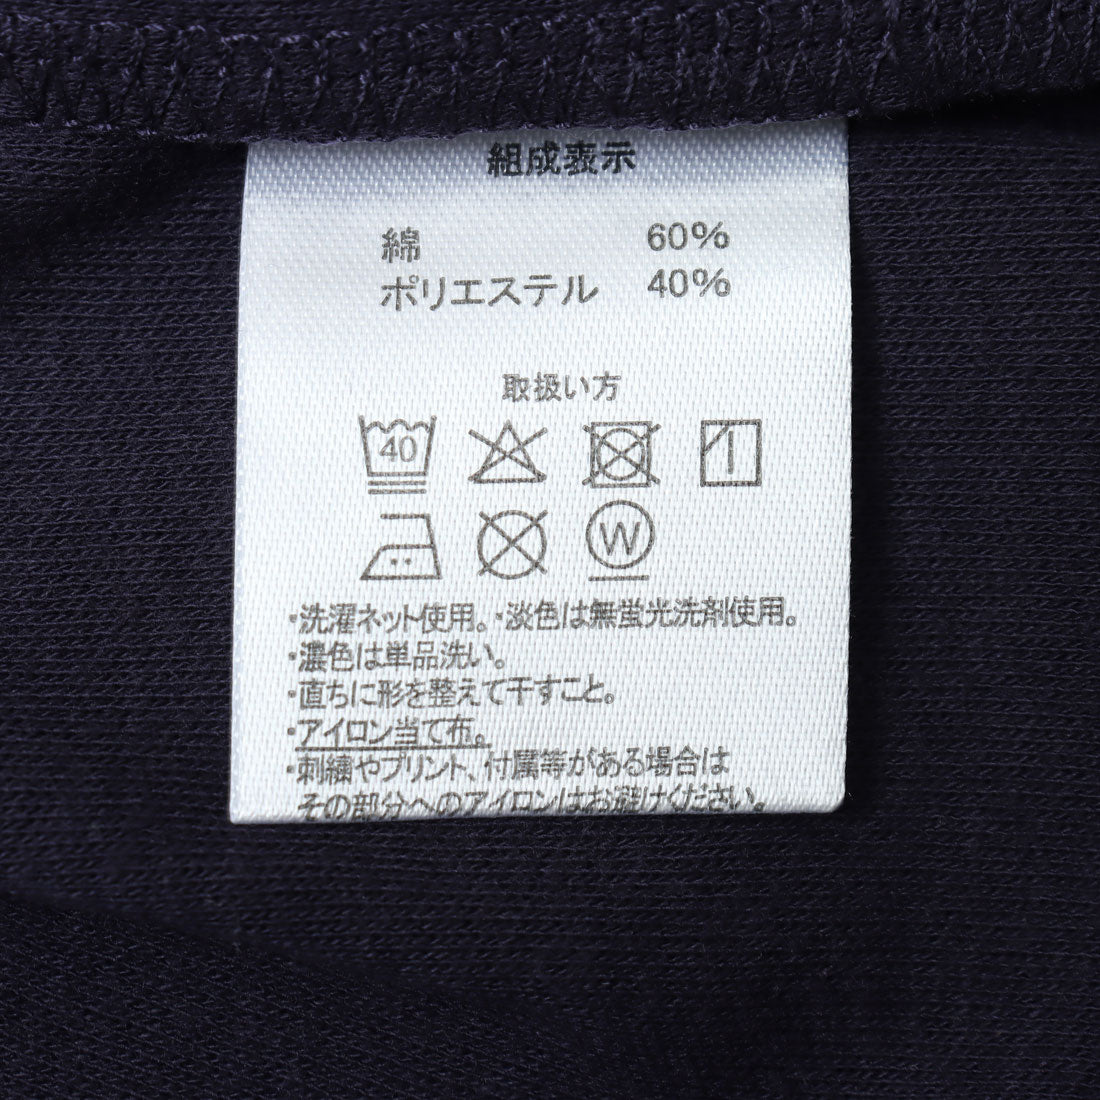 組成表示
綿 60%
ポリエステル 40%
取扱い方
40
W
・洗濯ネット使用。・淡色は無蛍光洗剤使用。
・濃色は単品洗い。
・直ちに形を整えて干すこと。
・アイロン当て布。
・刺繍やプリント、付属等がある場合は
その部分へのアイロンはお避けください。